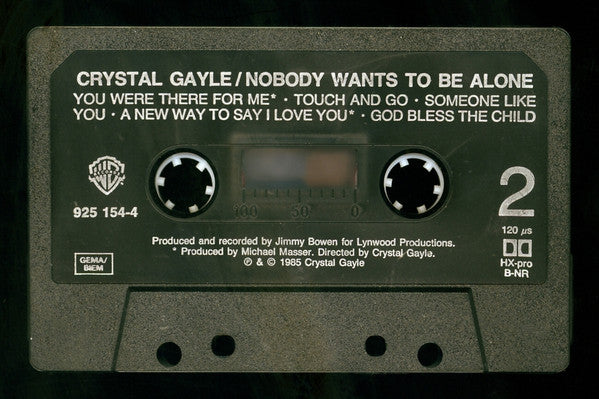 CRYSTAL GAYLE/NOBODY WANTS TO BE ALONE
YOU WERE THERE FOR ME* · TOUCH AND GO · SOMEONE LIKE
YOU · A NEW WAY TO SAY I LOVE YOU* · GOD BLESS THE CHILD
925 154-4
100 50 0
2
120 µs
HX-pro
B-NR
GEMA/
BIEM
Produced and recorded by Jimmy Bowen for Lynwood Productions.
* Produced by Michael Masser. Directed by Crystal Gayle.
℗ & © 1985 Crystal Gayle